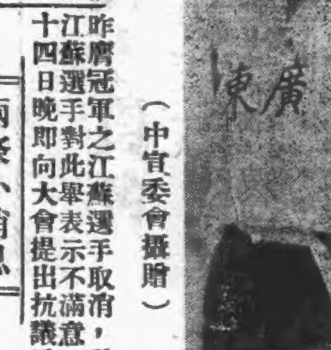 廣東
(中宣委會攝贈)
昨膺冠軍之江蘇選手取消，
江蘇選手對此舉表示不滿意
十四日晚即向大會提出抗議